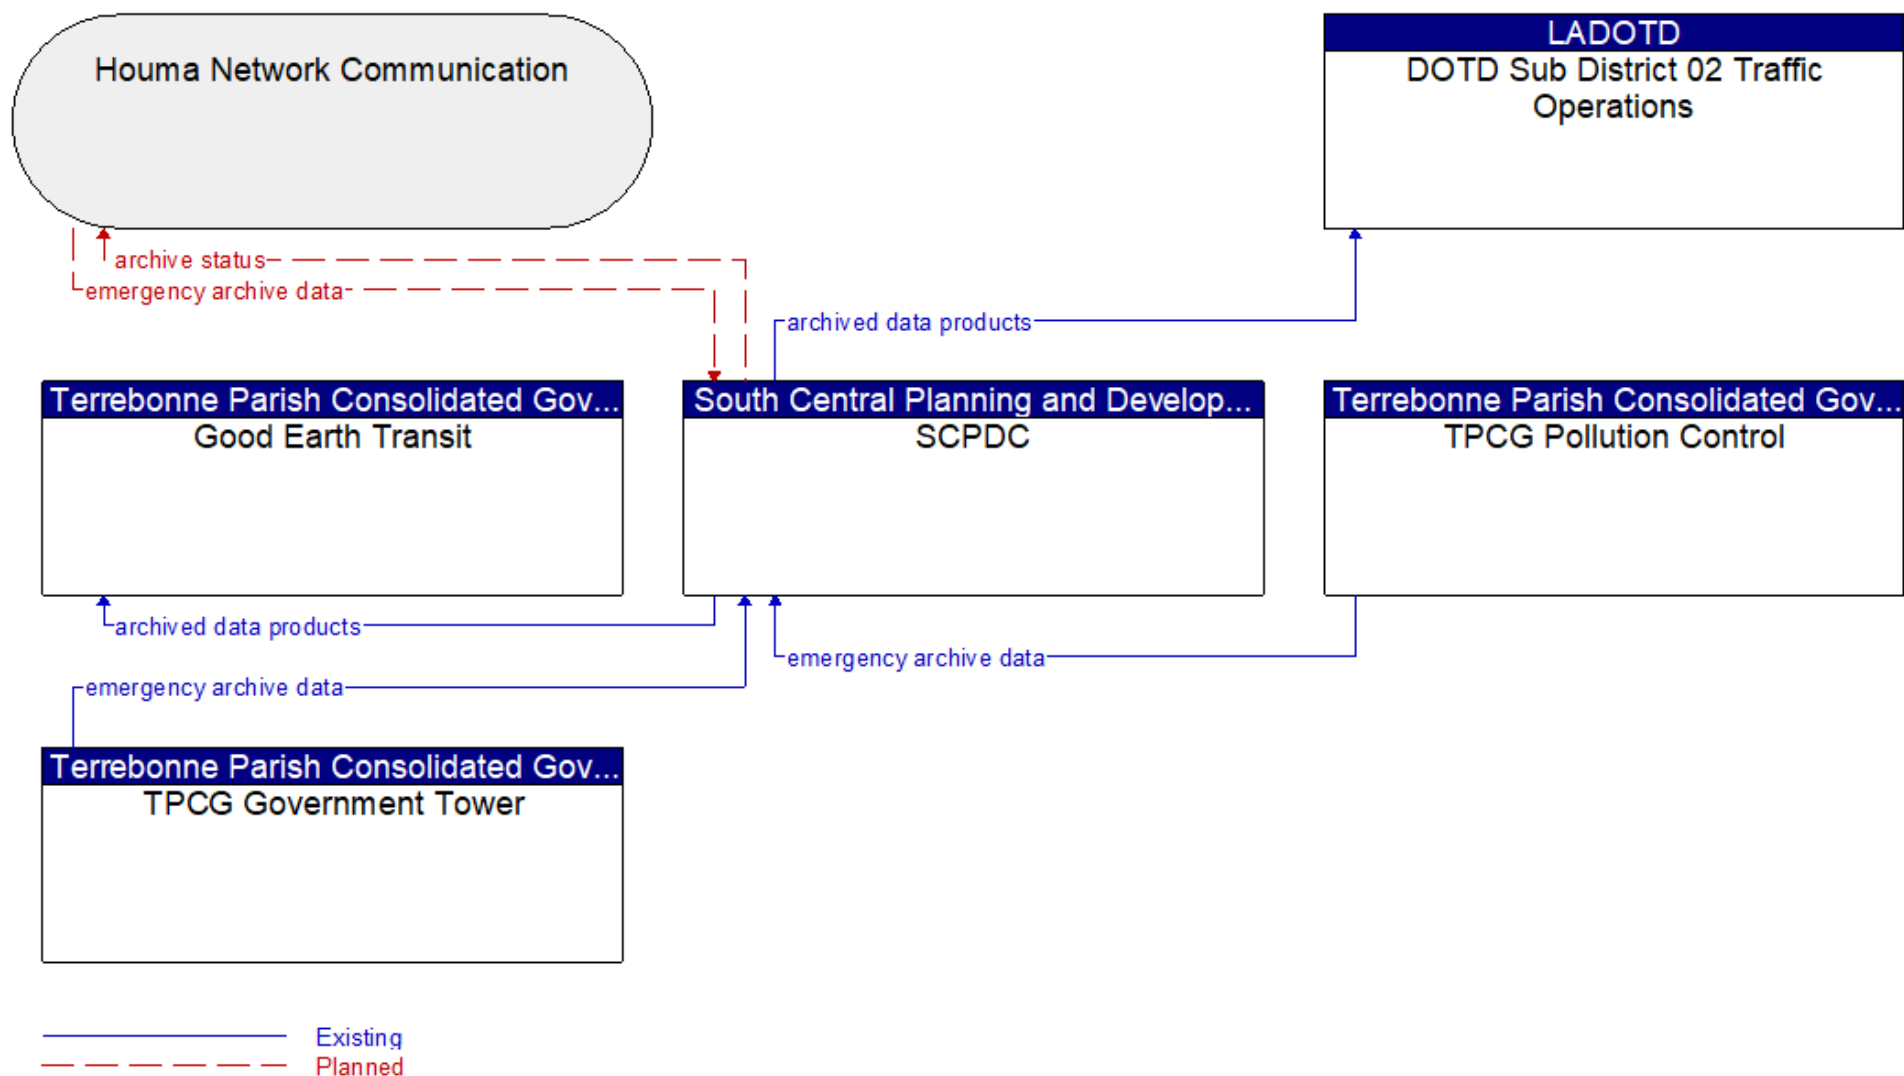 Houma Network Communication
LADOTD
DOTD Sub District 02 Traffic
Operations
archive status
emergency archive data
archived data products
Terrebonne Parish Consolidated Gov...
Good Earth Transit
South Central Planning and Develop...
SCPDC
Terrebonne Parish Consolidated Gov...
TPCG Pollution Control
archived data products
emergency archive data
emergency archive data
Terrebonne Parish Consolidated Gov...
TPCG Government Tower
Existing
Planned